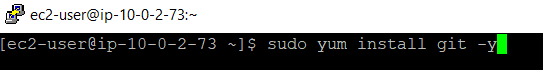 ec2-user@ip-10-0-2-73:~
[ec2-user@ip-10-0-2-73 ~]$ sudo yum install git -y